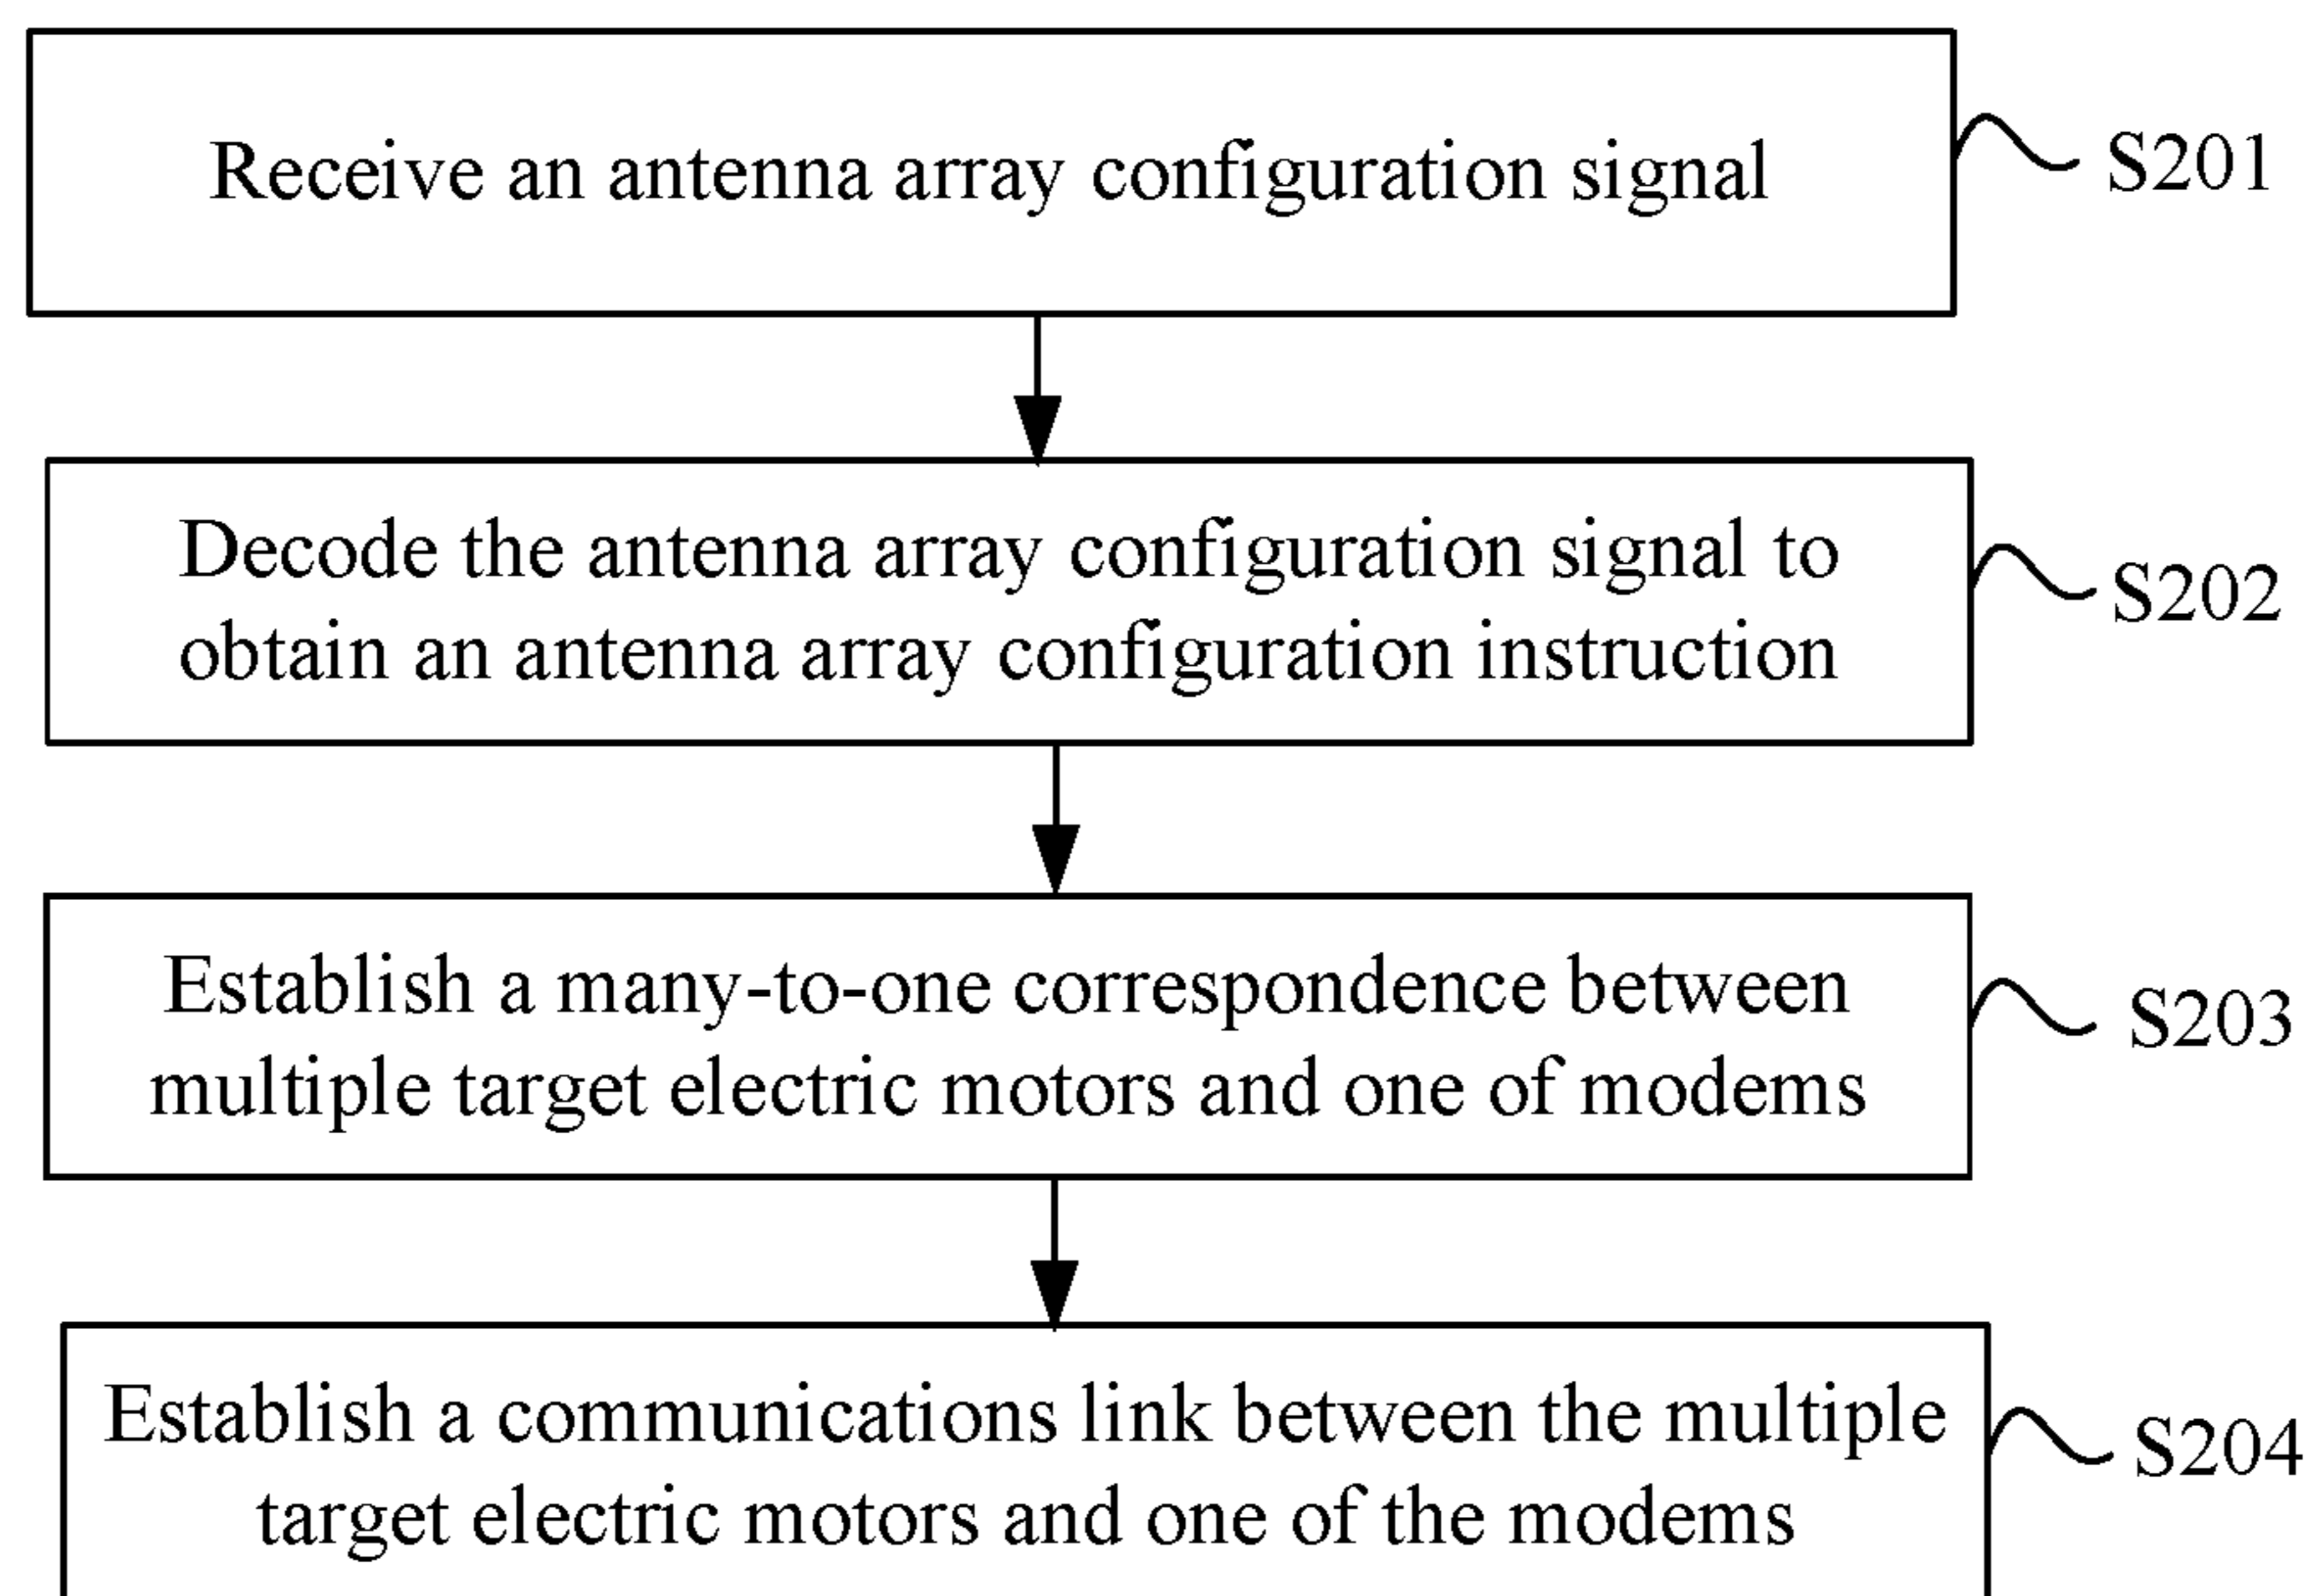 Receive an antenna array configuration signal
S201
Decode the antenna array configuration signal to
obtain an antenna array configuration instruction
S202
Establish a many-to-one correspondence between
multiple target electric motors and one of modems
S203
Establish a communications link between the multiple
target electric motors and one of the modems
S204